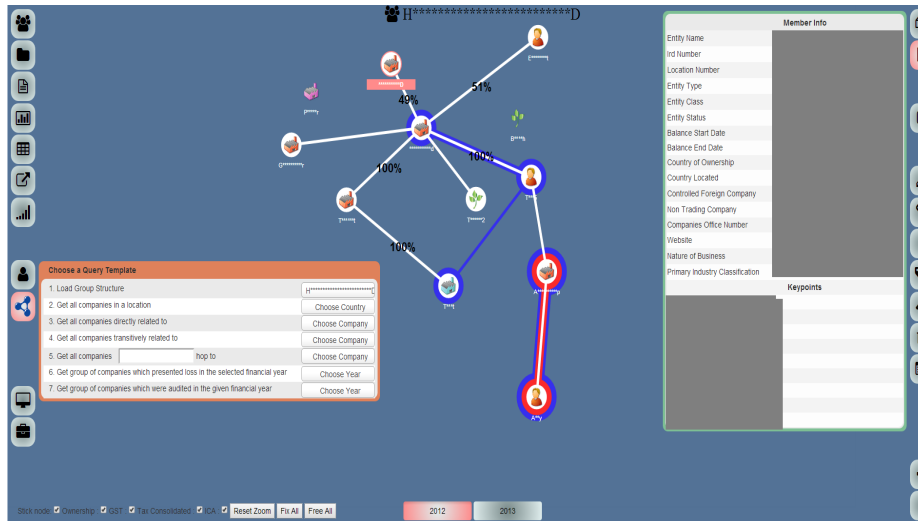 H************************D
E*******t
**********g
51%
49%
P*****r
B****s
*********d
G*********r
100%
100%
T****s
T*****t
T*****2
100%
T***t
A********p
A**y
Member Info
Entity Name
Ird Number
Location Number
Entity Type
Entity Class
Entity Status
Balance Start Date
Balance End Date
Country of Ownership
Country Located
Controlled Foreign Company
Non Trading Company
Companies Office Number
Website
Nature of Business
Primary Industry Classification
Keypoints
Choose a Query Template
1. Load Group Structure
2. Get all companies in a location Choose Country
3. Get all companies directly related to Choose Company
4. Get all companies transitively related to Choose Company
5. Get all companies hop to Choose Company
6. Get group of companies which presented loss in the selected financial year Choose Year
7. Get group of companies which were audited in the given financial year Choose Year
Stick node: Ownership GST Tax Consolidated ICA Reset Zoom Fix All Free All
2012 2013